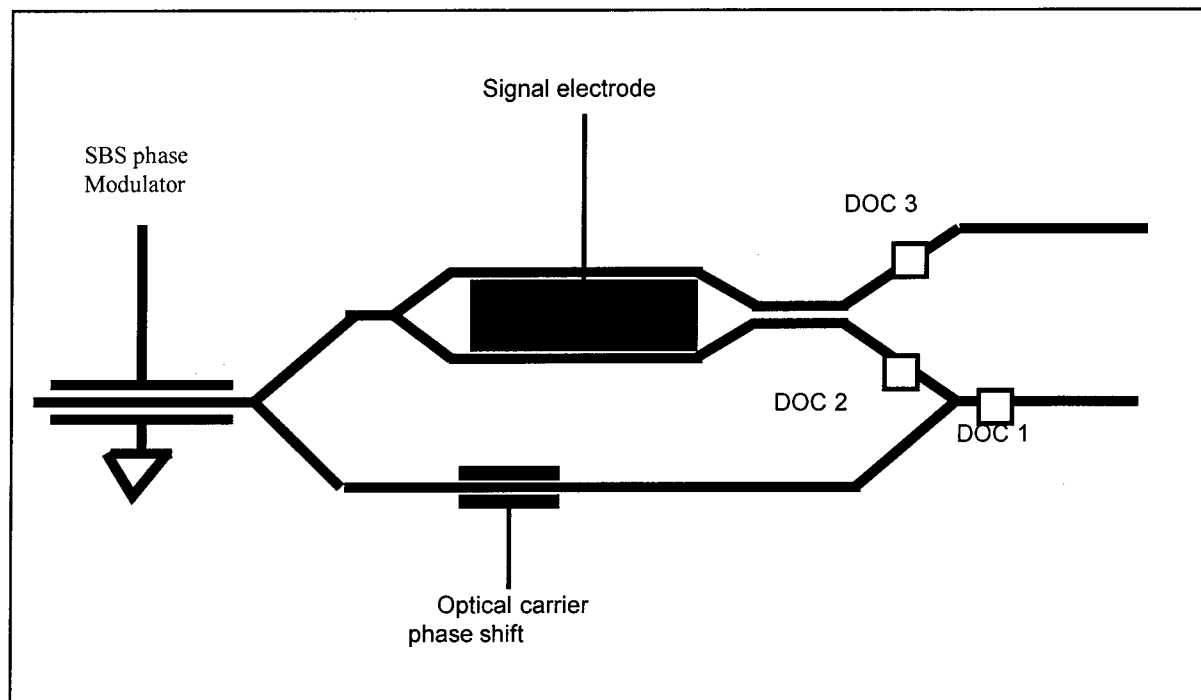 Signal electrode
SBS phase
Modulator
DOC 3
DOC 2
DOC 1
Optical carrier
phase shift